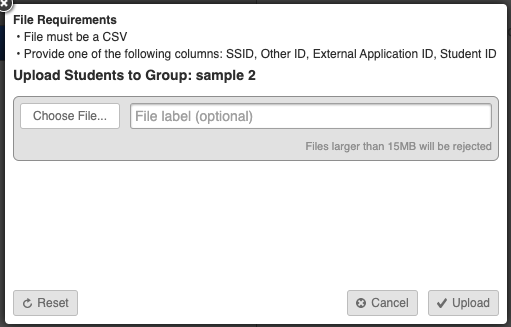 File Requirements
• File must be a CSV
• Provide one of the following columns: SSID, Other ID, External Application ID, Student ID
Upload Students to Group: sample 2
Choose File... File label (optional)
Files larger than 15MB will be rejected
Reset Cancel Upload